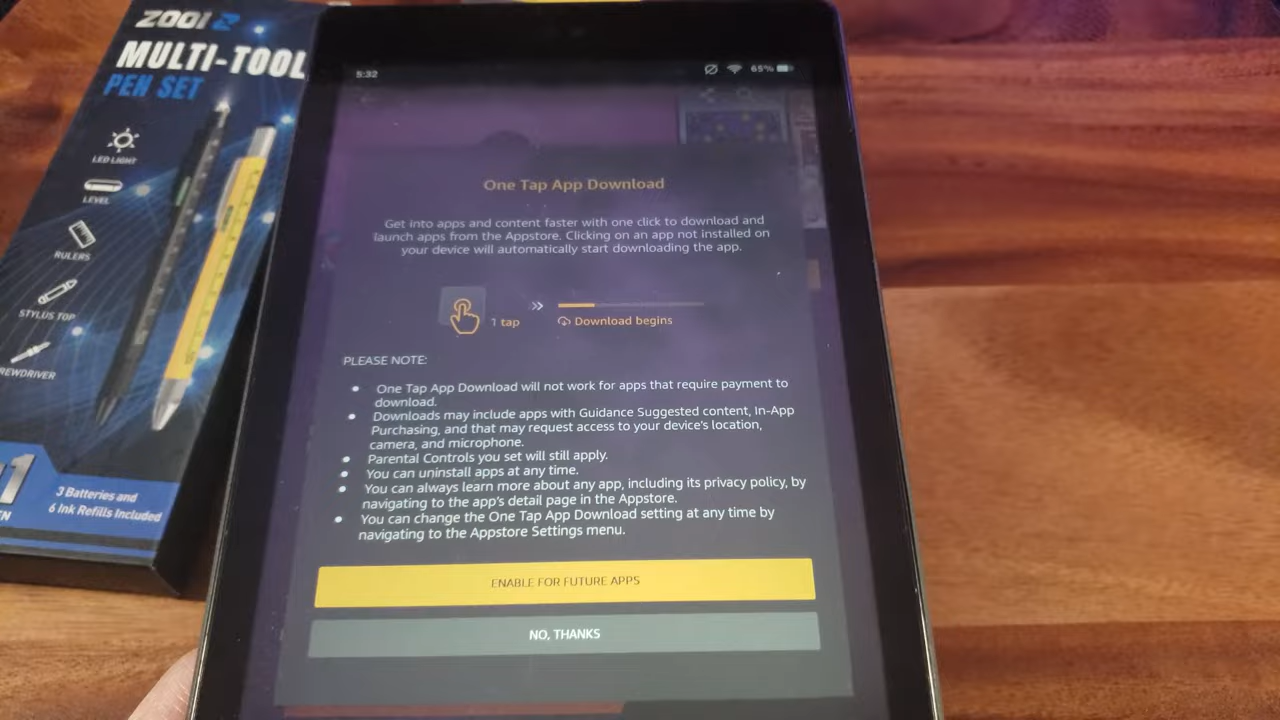 ZOOI Z
MULTI-TOOL
PEN SET
LED LIGHT
LEVEL
RULERS
STYLUS TOP
REWDRIVER
1
EN
3 Batteries and
6 Ink Refills Included
5:32
65%
One Tap App Download
Get into apps and content faster with one click to download and
launch apps from the Appstore. Clicking on an app not installed on
your device will automatically start downloading the app.
1 tap
Download begins
PLEASE NOTE:
• One Tap App Download will not work for apps that require payment to
download.
• Downloads may include apps with Guidance Suggested content, In-App
Purchasing, and that may request access to your device's location,
camera, and microphone.
• Parental Controls you set will still apply.
• You can uninstall apps at any time.
• You can always learn more about any app, including its privacy policy, by
navigating to the app's detail page in the Appstore.
• You can change the One Tap App Download setting at any time by
navigating to the Appstore Settings menu.
ENABLE FOR FUTURE APPS
NO, THANKS